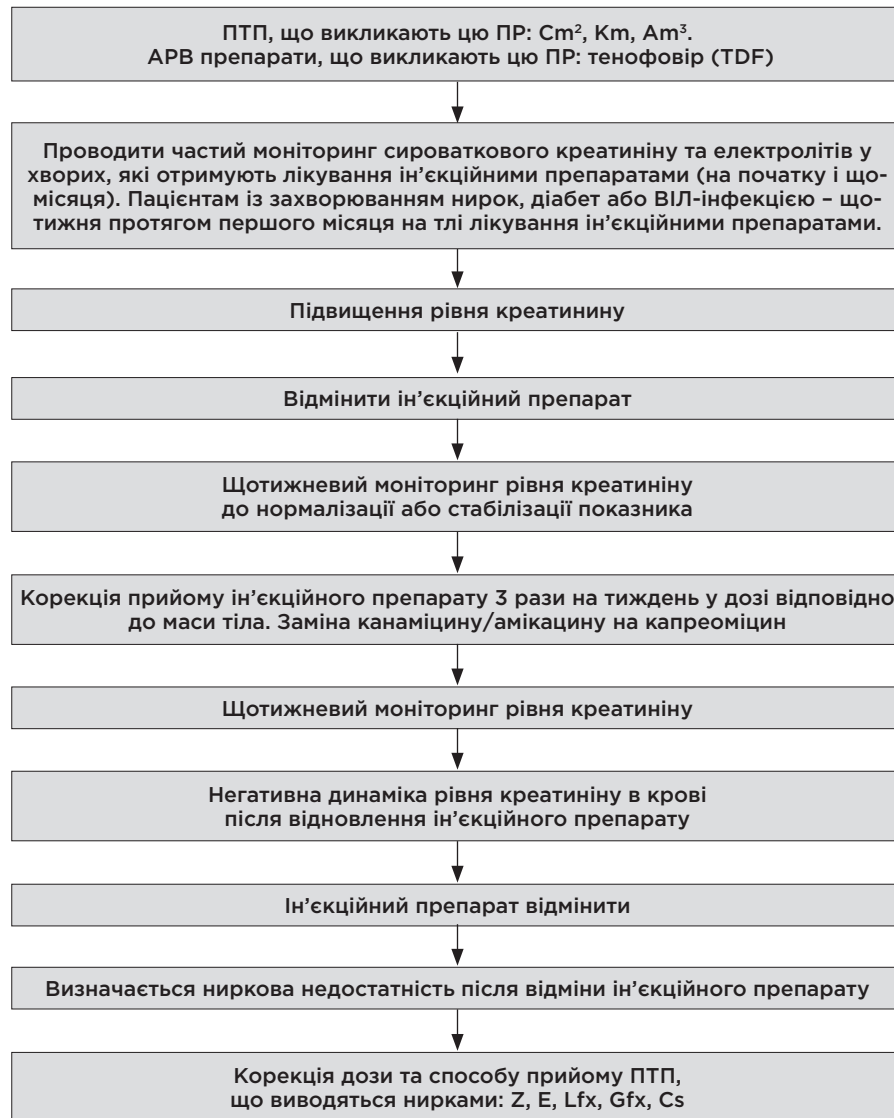 ПТП, що викликають цю ПР: Cm², Km, Am³.
АРВ препарати, що викликають цю ПР: тенофовір (TDF)
Проводити частий моніторинг сироваткового креатиніну та електролітів у
хворих, які отримують лікування ін’єкційними препаратами (на початку і що-
місяця). Пацієнтам із захворюванням нирок, діабет або ВІЛ-інфекцією – що-
тижня протягом першого місяця на тлі лікування ін’єкційними препаратами.
Підвищення рівня креатинину
Відмінити ін’єкційний препарат
Щотижневий моніторинг рівня креатиніну
до нормалізації або стабілізації показника
Корекція прийому ін’єкційного препарату 3 рази на тиждень у дозі відповідно
до маси тіла. Заміна канаміцину/амікацину на капреоміцин
Щотижневий моніторинг рівня креатиніну
Негативна динаміка рівня креатиніну в крові
після відновлення ін’єкційного препарату
Ін’єкційний препарат відмінити
Визначається ниркова недостатність після відміни ін’єкційного препарату
Корекція дози та способу прийому ПТП,
що виводяться нирками: Z, E, Lfx, Gfx, Cs